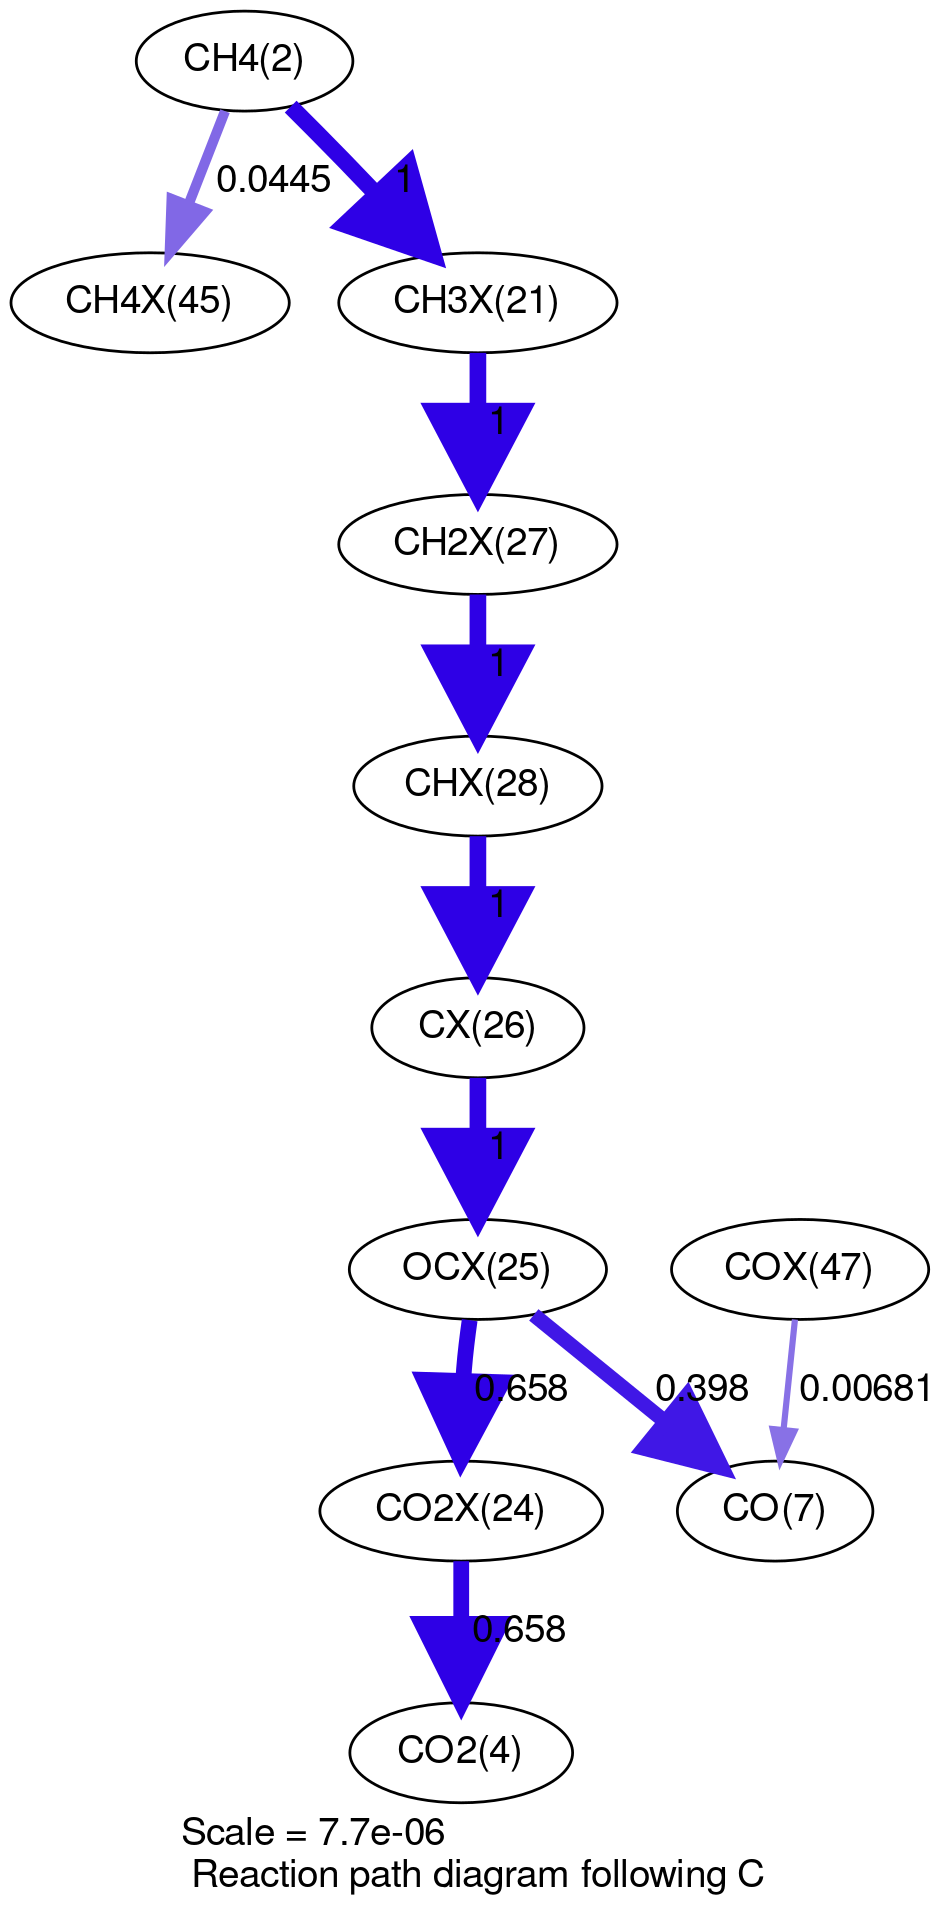 CH4(2)
0.0445
1
CH4X(45)
CH3X(21)
1
CH2X(27)
1
CHX(28)
1
CX(26)
1
OCX(25)
COX(47)
0.658
0.398
0.00681
CO2X(24)
CO(7)
0.658
CO2(4)
Scale = 7.7e-06
Reaction path diagram following C